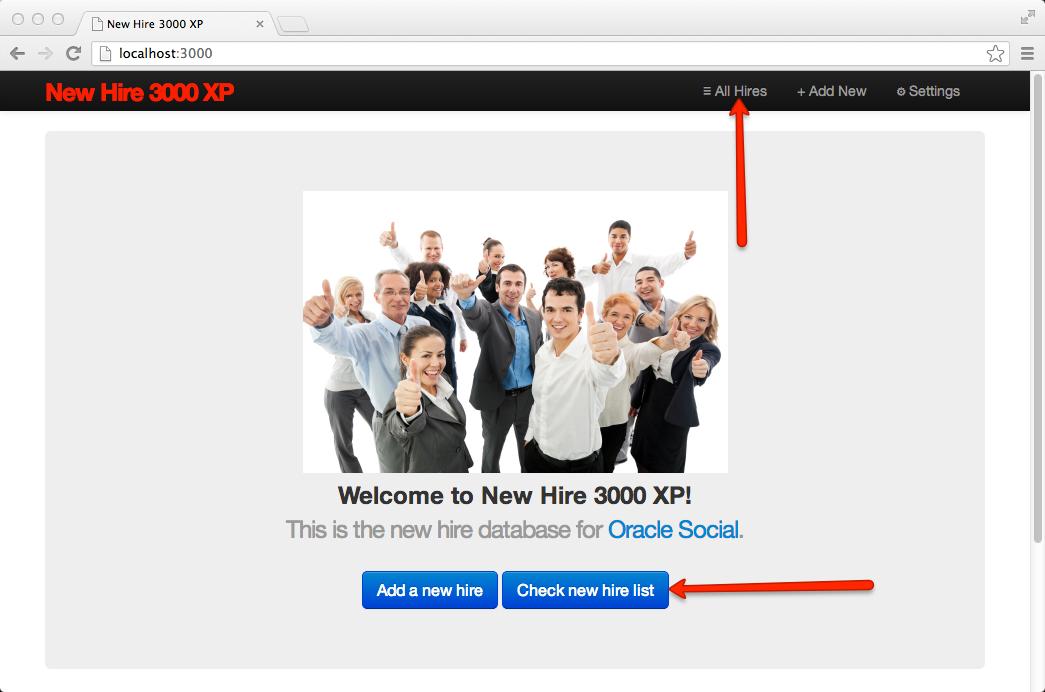 New Hire 3000 XP
localhost:3000
New Hire 3000 XP
≡ All Hires + Add New ⚙ Settings
Welcome to New Hire 3000 XP!
This is the new hire database for Oracle Social.
Add a new hire Check new hire list